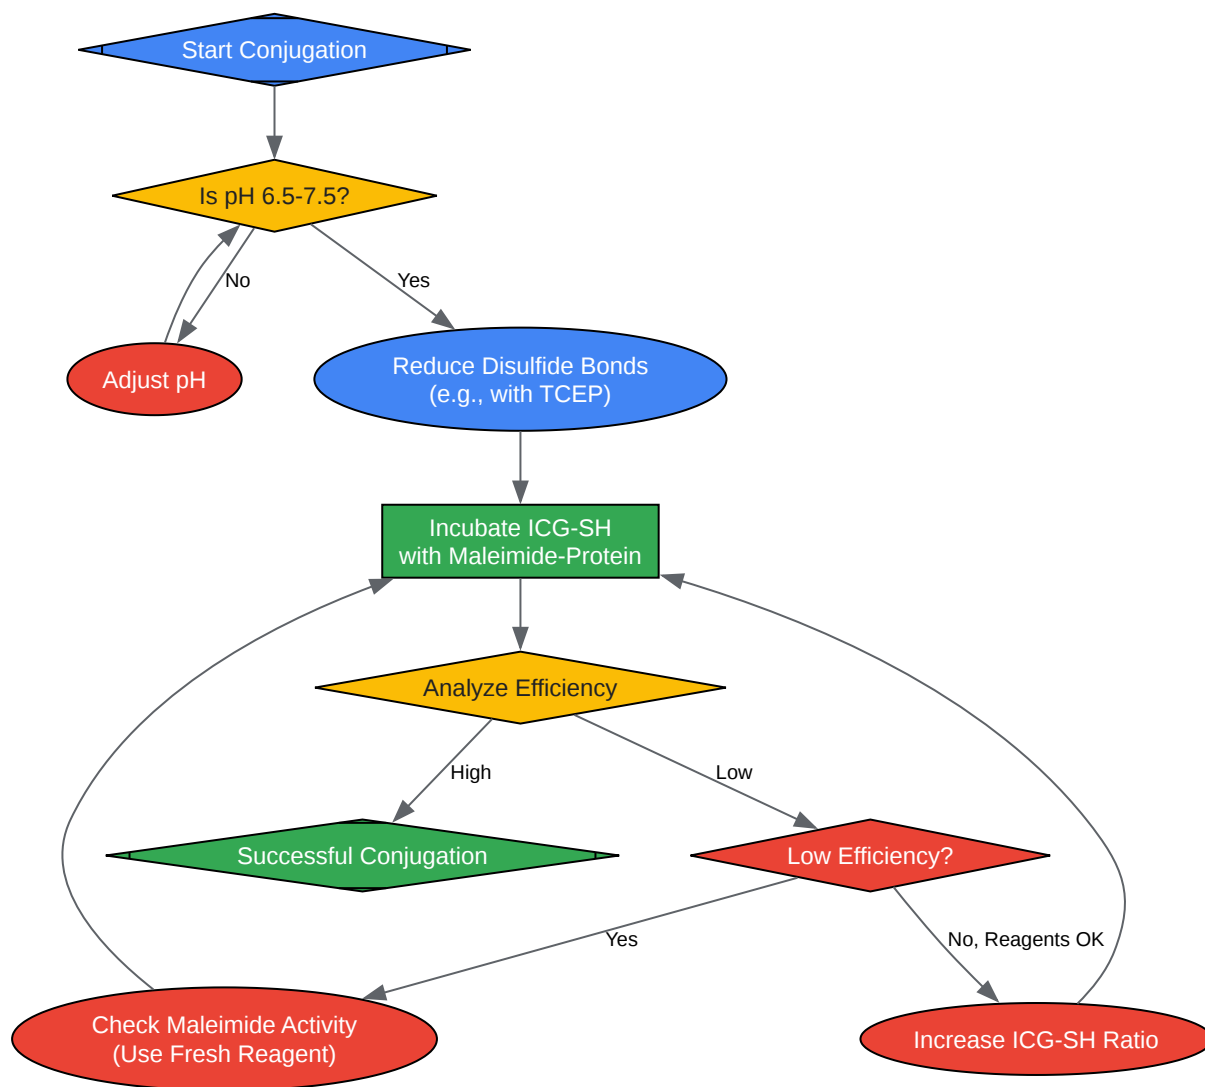 Start Conjugation
Is pH 6.5-7.5?
No
Yes
Adjust pH
Reduce Disulfide Bonds
(e.g., with TCEP)
Incubate ICG-SH
with Maleimide-Protein
Analyze Efficiency
High
Low
Successful Conjugation
Low Efficiency?
Yes
No, Reagents OK
Check Maleimide Activity
(Use Fresh Reagent)
Increase ICG-SH Ratio